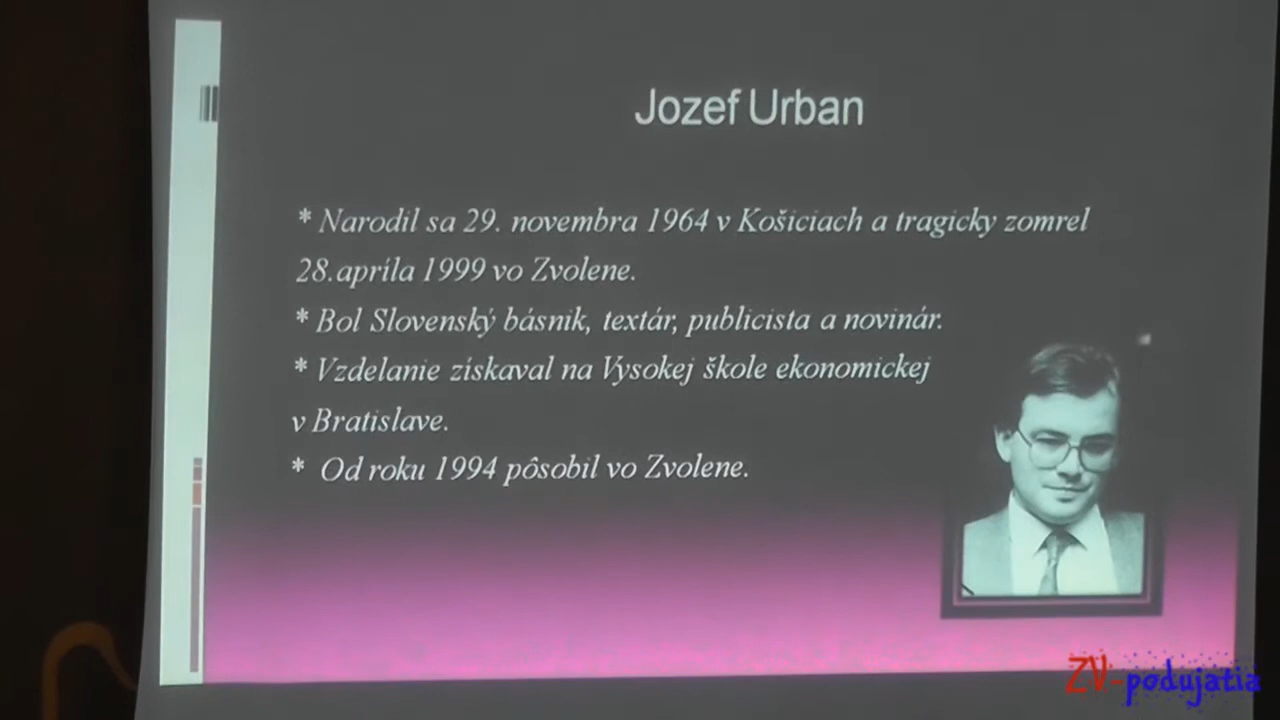 Jozef Urban
* Narodil sa 29. novembra 1964 v Košiciach a tragicky zomrel
28.apríla 1999 vo Zvolene.
* Bol Slovenský básnik, textár, publicista a novinár.
* Vzdelanie získaval na Vysokej škole ekonomickej
v Bratislave.
* Od roku 1994 pôsobil vo Zvolene.
ZV-podujatia